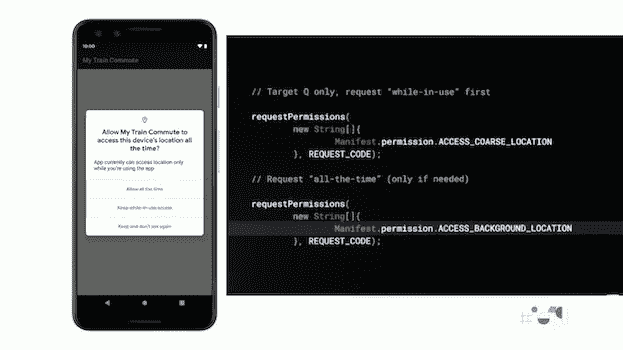 10:00
My Train Commute
Allow My Train Commute to
access this device's location all
the time?
App currently can access location only
while you're using the app
Allow all the time
Keep while-in-use access
Keep and don't ask again
// Target Q only, request "while-in-use" first
requestPermissions(
new String[]{
Manifest.permission.ACCESS_COARSE_LOCATION
}, REQUEST_CODE);
// Request "all-the-time" (only if needed)
requestPermissions(
new String[]{
Manifest.permission.ACCESS_BACKGROUND_LOCATION
}, REQUEST_CODE);